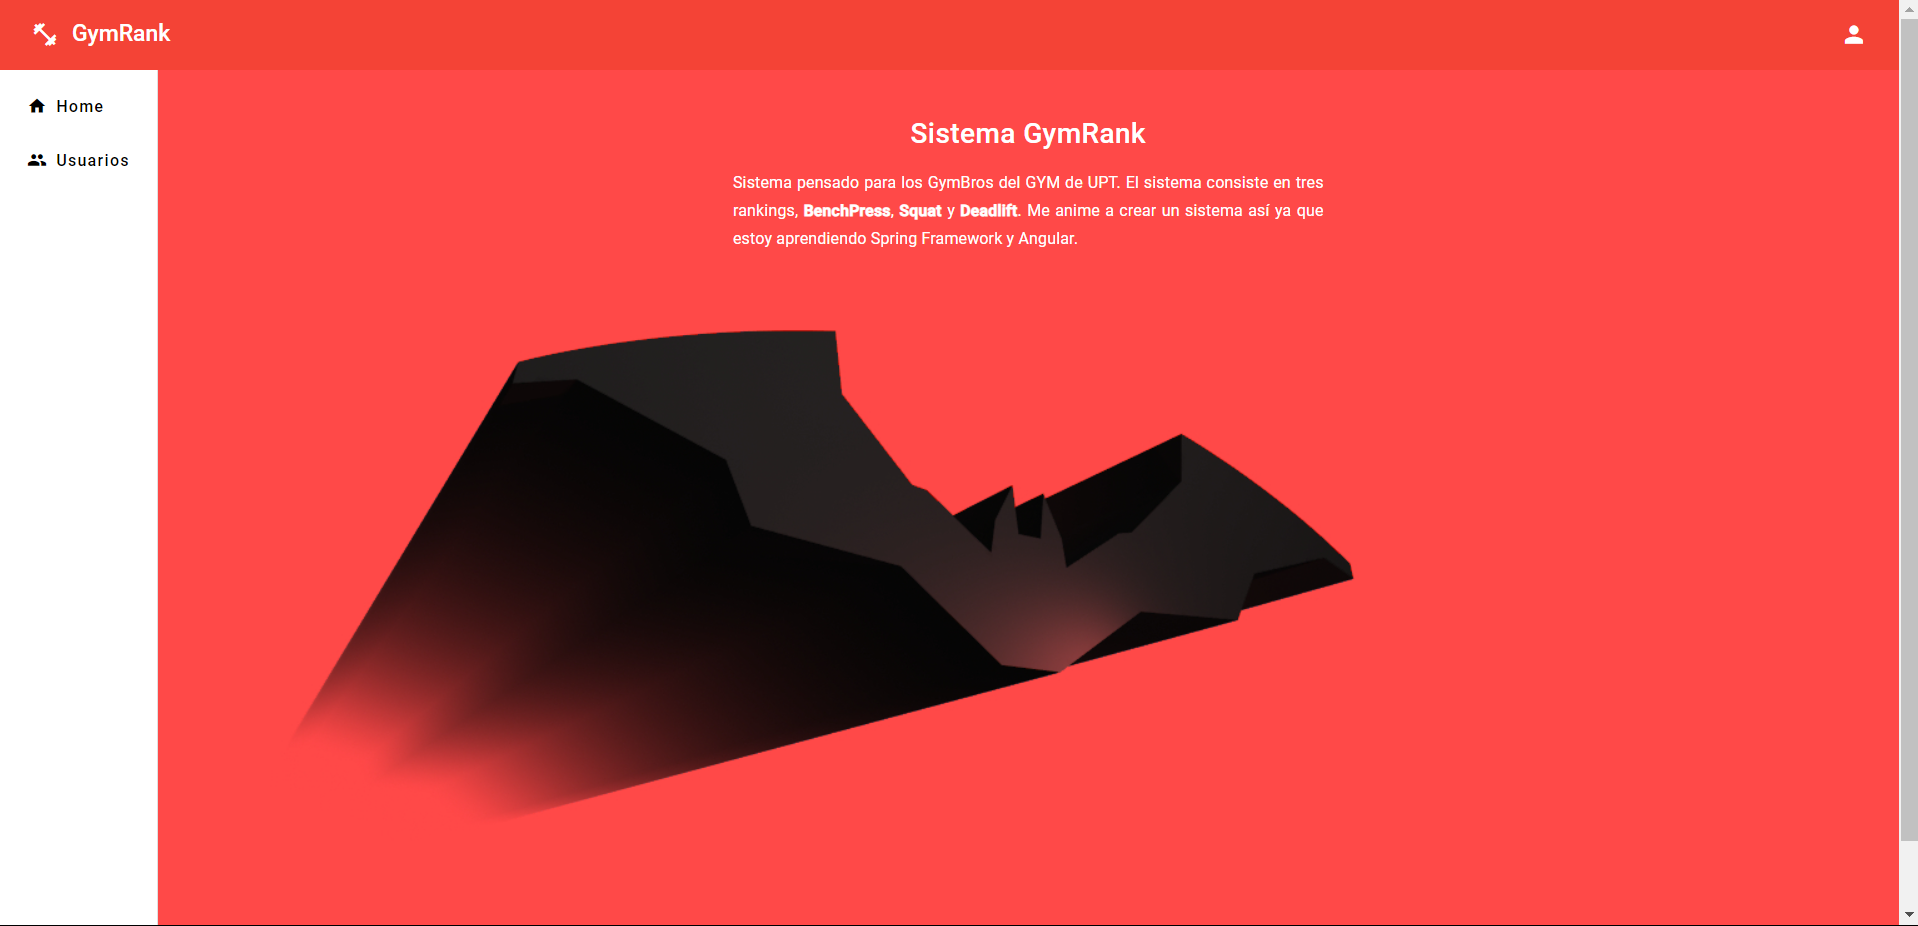 GymRank
Home
Usuarios
Sistema GymRank
Sistema pensado para los GymBros del GYM de UPT. El sistema consiste en tres
rankings, BenchPress, Squat y Deadlift. Me anime a crear un sistema así ya que
estoy aprendiendo Spring Framework y Angular.